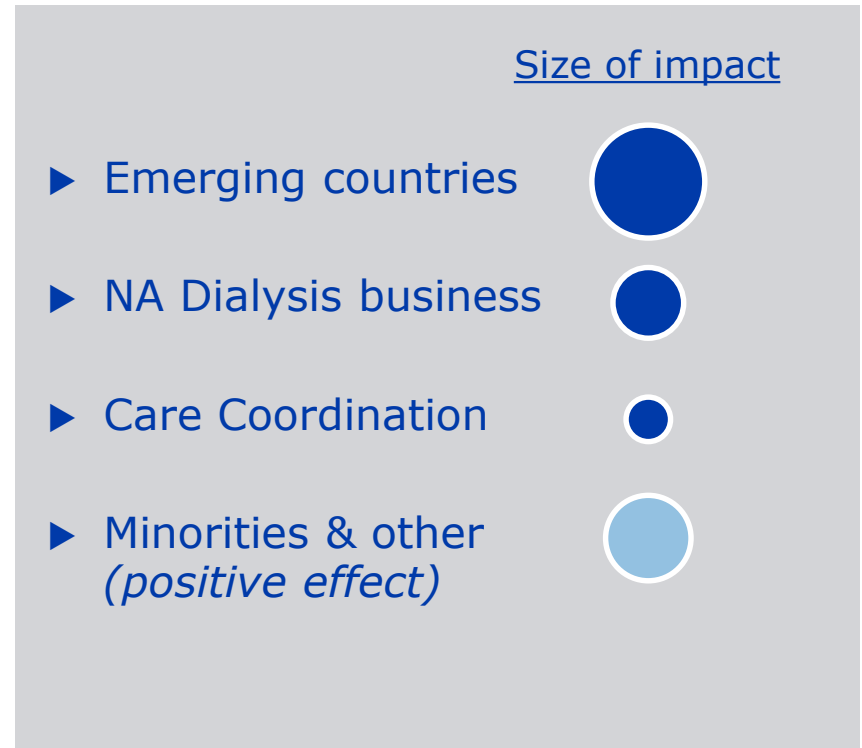 Size of impact
Emerging countries
NA Dialysis business
Care Coordination
Minorities & other
(positive effect)